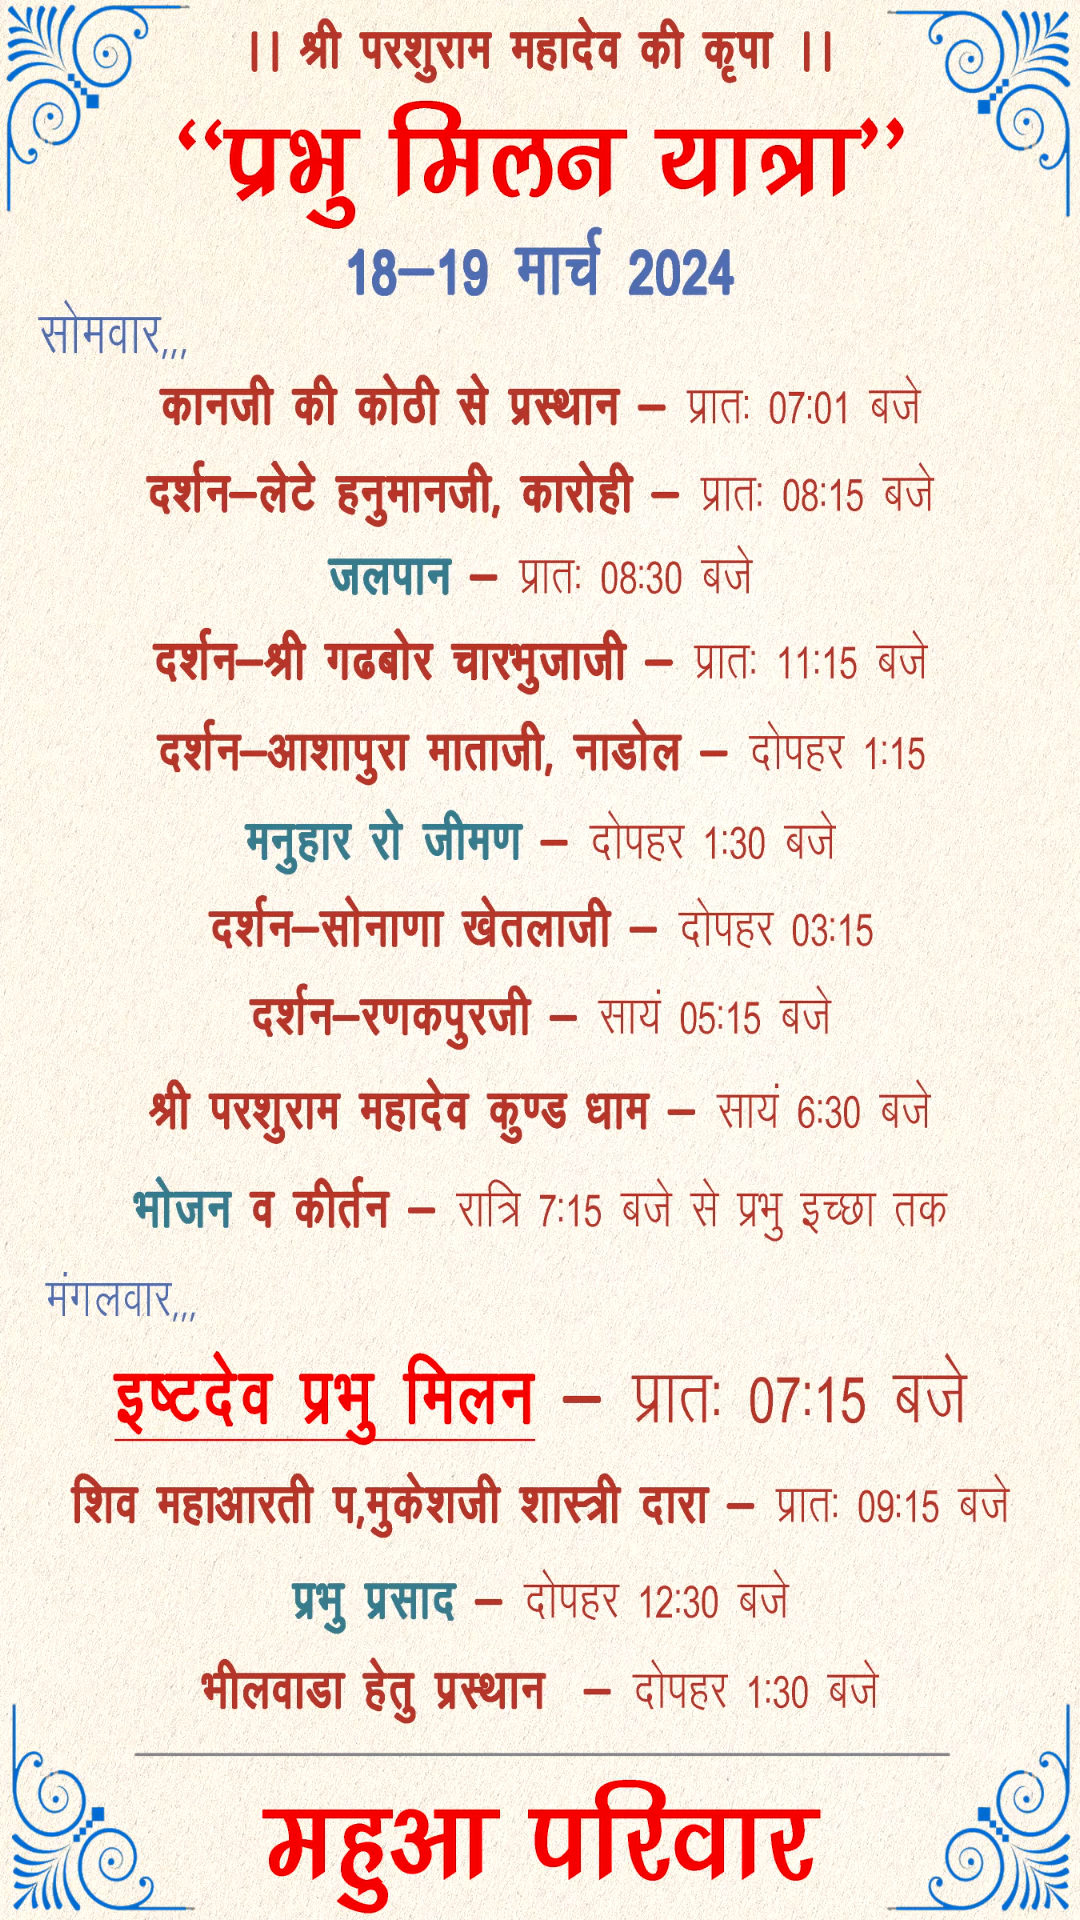 ।। श्री परशुराम महादेव की कृपा ।।
“प्रभु मिलन यात्रा”
18–19 मार्च 2024
सोमवार,,,
कानजी की कोठी से प्रस्थान – प्रातः 07:01 बजे
दर्शन–लेटे हनुमानजी, कारोही – प्रातः 08:15 बजे
जलपान – प्रातः 08:30 बजे
दर्शन–श्री गढबोर चारभुजाजी – प्रातः 11:15 बजे
दर्शन–आशापुरा माताजी, नाडोल – दोपहर 1:15
मनुहार रो जीमण – दोपहर 1:30 बजे
दर्शन–सोनाणा खेतलाजी – दोपहर 03:15
दर्शन–रणकपुरजी – सायं 05:15 बजे
श्री परशुराम महादेव कुण्ड धाम – सायं 6:30 बजे
भोजन व कीर्तन – रात्रि 7:15 बजे से प्रभु इच्छा तक
मंगलवार,,,
इष्टदेव प्रभु मिलन – प्रातः 07:15 बजे
शिव महाआरती प,मुकेशजी शास्त्री दारा – प्रातः 09:15 बजे
प्रभु प्रसाद – दोपहर 12:30 बजे
भीलवाडा हेतु प्रस्थान – दोपहर 1:30 बजे
महुआ परिवार